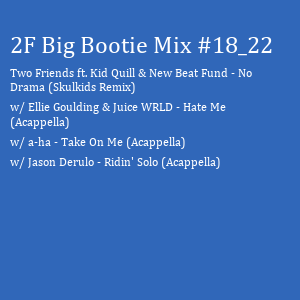 2F Big Bootie Mix #18_22
Two Friends ft. Kid Quill & New Beat Fund - No
Drama (Skulkids Remix)
w/ Ellie Goulding & Juice WRLD - Hate Me
(Acappella)
w/ a-ha - Take On Me (Acappella)
w/ Jason Derulo - Ridin' Solo (Acappella)